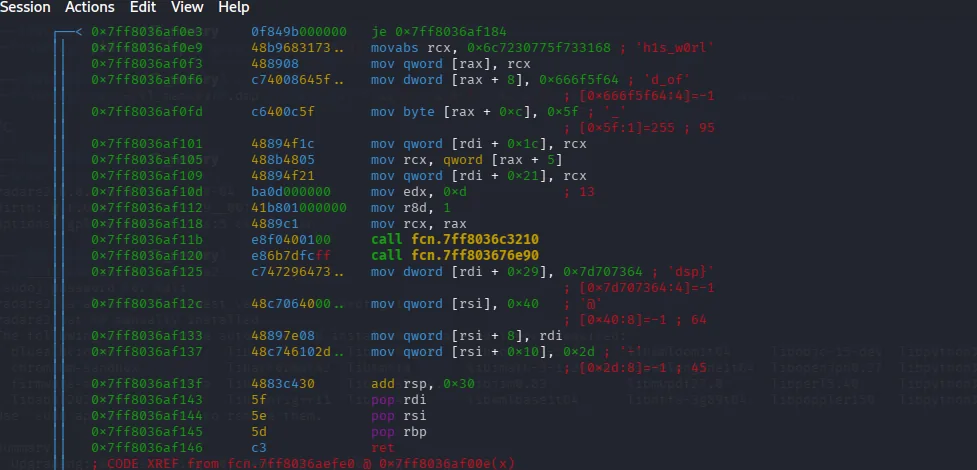 Session Actions Edit View Help
0x7ff8036af0e3 0f849b000000 je 0x7ff8036af184
0x7ff8036af0e9 48b9683173.. movabs rcx, 0x6c7230775f733168 ; 'h1s_w0rl'
0x7ff8036af0f3 488908 mov qword [rax], rcx
0x7ff8036af0f6 c74008645f.. mov dword [rax + 8], 0x666f5f64 ; 'd_of'
; [0x666f5f64:4]=-1
0x7ff8036af0fd c6400c5f mov byte [rax + 0xc], 0x5f ; '_'
; [0x5f:1]=255 ; 95
0x7ff8036af101 48894f1c mov qword [rdi + 0x1c], rcx
0x7ff8036af105 488b4805 mov rcx, qword [rax + 5]
0x7ff8036af109 48894f21 mov qword [rdi + 0x21], rcx
0x7ff8036af10d ba0d000000 mov edx, 0xd ; 13
0x7ff8036af112 41b801000000 mov r8d, 1
0x7ff8036af118 4889c1 mov rcx, rax
0x7ff8036af11b e8f0400100 call fcn.7ff8036c3210
0x7ff8036af120 e86b7dfcff call fcn.7ff803676e90
0x7ff8036af125 c747296473.. mov dword [rdi + 0x29], 0x7d707364 ; 'dsp}'
; [0x7d707364:4]=-1
0x7ff8036af12c 48c7064000.. mov qword [rsi], 0x40 ; '@'
; [0x40:8]=-1 ; 64
0x7ff8036af133 48897e08 mov qword [rsi + 8], rdi
0x7ff8036af137 48c746102d.. mov qword [rsi + 0x10], 0x2d ; '-'
; [0x2d:8]=-1 ; 45
0x7ff8036af13f 4883c430 add rsp, 0x30
0x7ff8036af143 5f pop rdi
0x7ff8036af144 5e pop rsi
0x7ff8036af145 5d pop rbp
0x7ff8036af146 c3 ret
; CODE XREF from fcn.7ff8036aefe0 @ 0x7ff8036af00e(x)